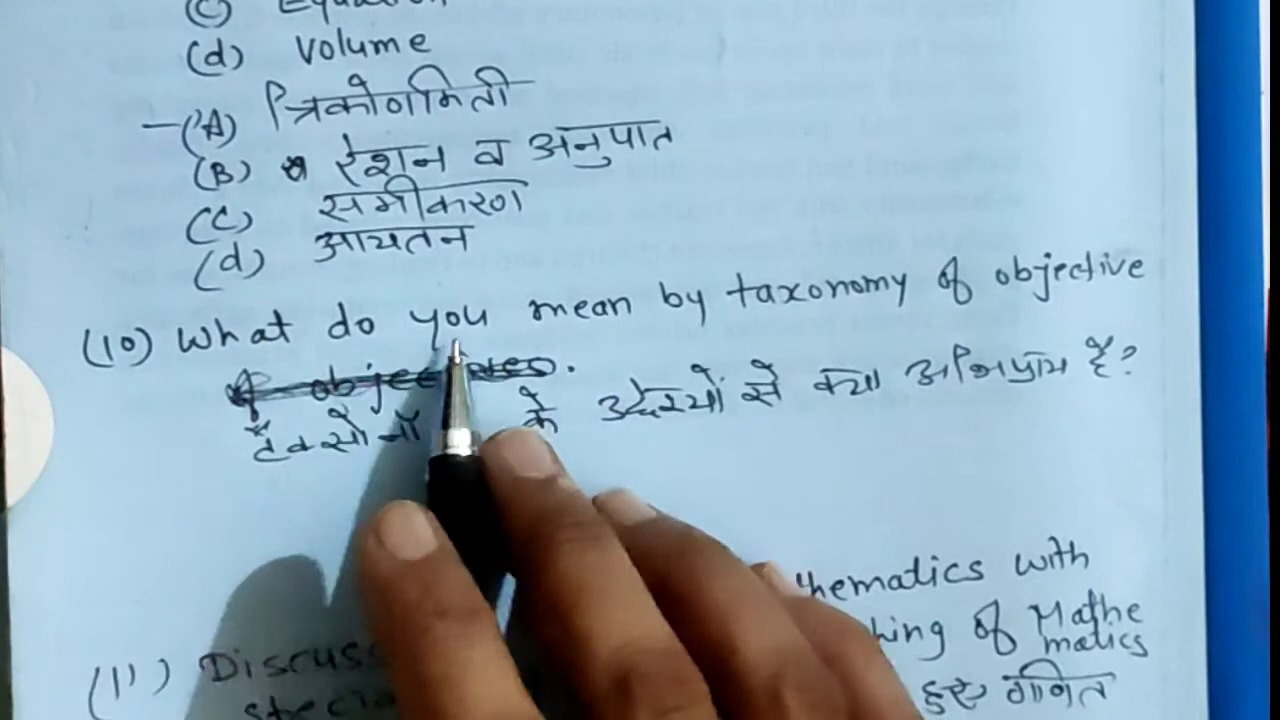 (d) Volume
(A) त्रिकोणमिती
(B) रेशन व अनुपात
(C) समीकरण
(d) आयतन
(10) What do you mean by taxonomy of objective
के उद्देश्यों से क्या अभिप्राय है?
thematics with
(11) Discuss hing of Mathe
matics
हुए गणित